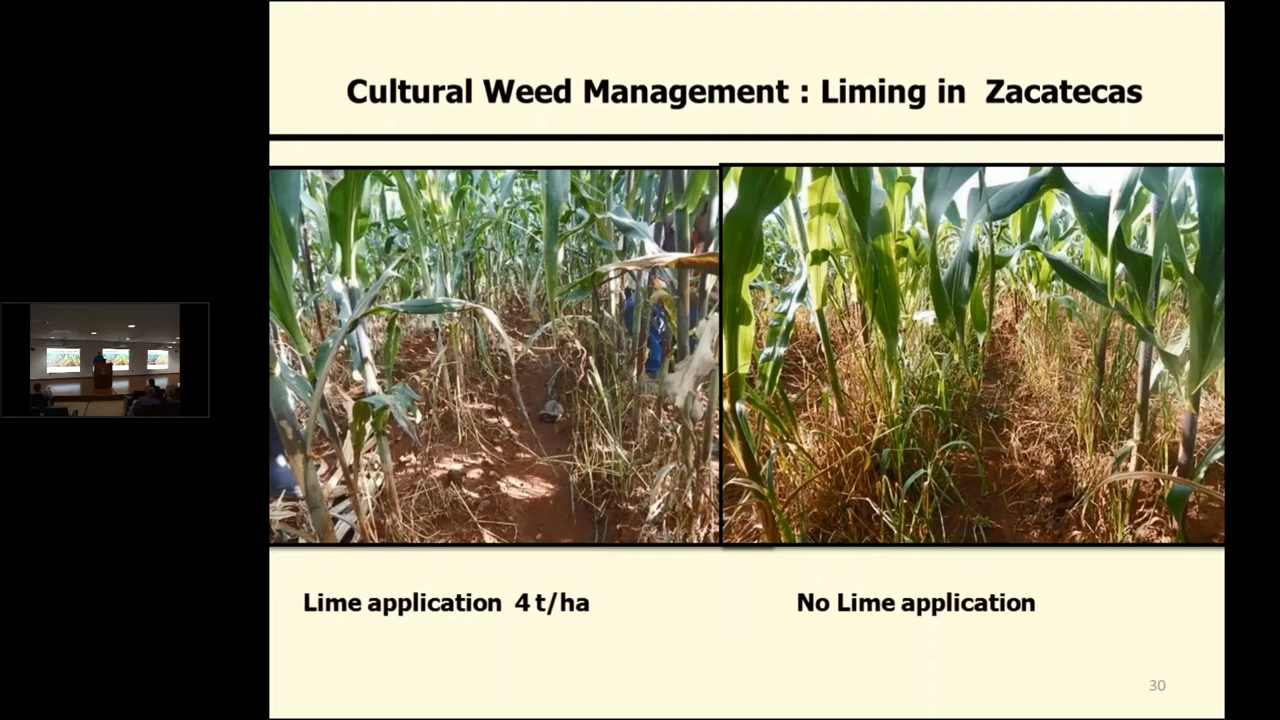 Cultural Weed Management : Liming in Zacatecas
Lime application 4 t/ha
No Lime application
30